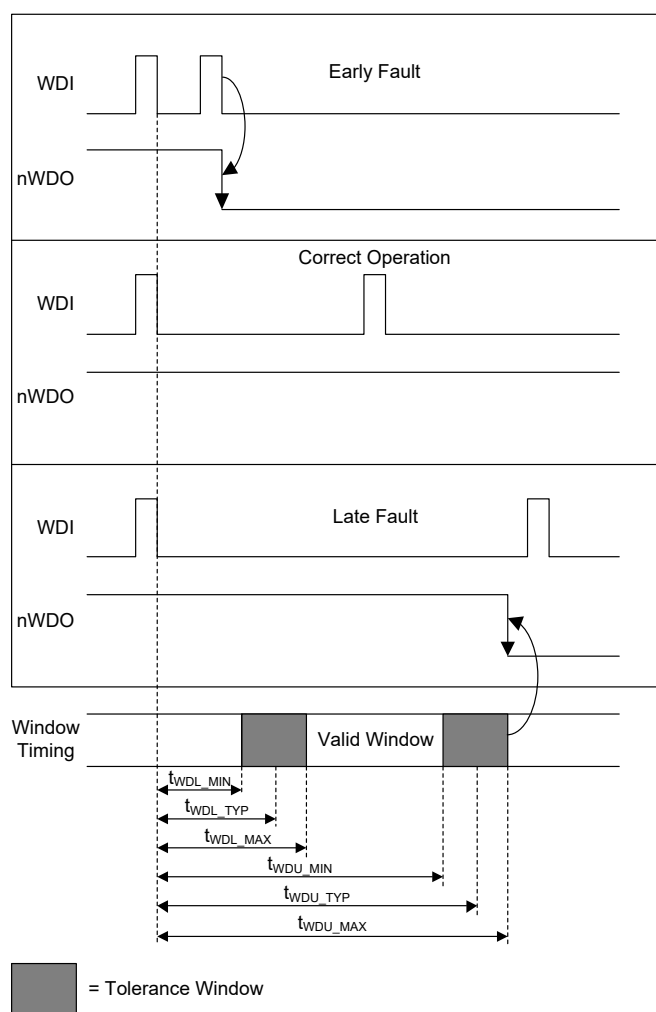 Early Fault
WDI
nWDO
Correct Operation
WDI
nWDO
Late Fault
WDI
nWDO
Window
Timing
Valid Window
tWDL_MIN
tWDL_TYP
tWDL_MAX
tWDU_MIN
tWDU_TYP
tWDU_MAX
= Tolerance Window